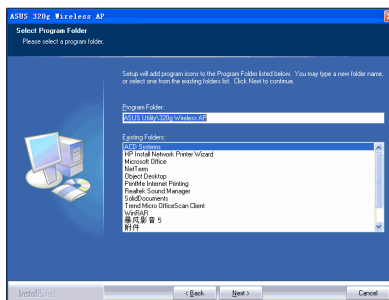 ASUS 320g Wireless AP
Select Program Folder
Please select a program folder.
Setup will add program icons to the Program Folder listed below. You may type a new folder name,
or select one from the existing folders list. Click Next to continue.
Program Folder:
ASUS Utility\320g Wireless AP
Existing Folders:
ACD Systems
HP Install Network Printer Wizard
Microsoft Office
NetTerm
Object Desktop
PrintMe Internet Printing
Realtek Sound Manager
SolidDocuments
Trend Micro OfficeScan Client
WinRAR
暴风影音 5
附件
InstallShield
< Back
Next >
Cancel